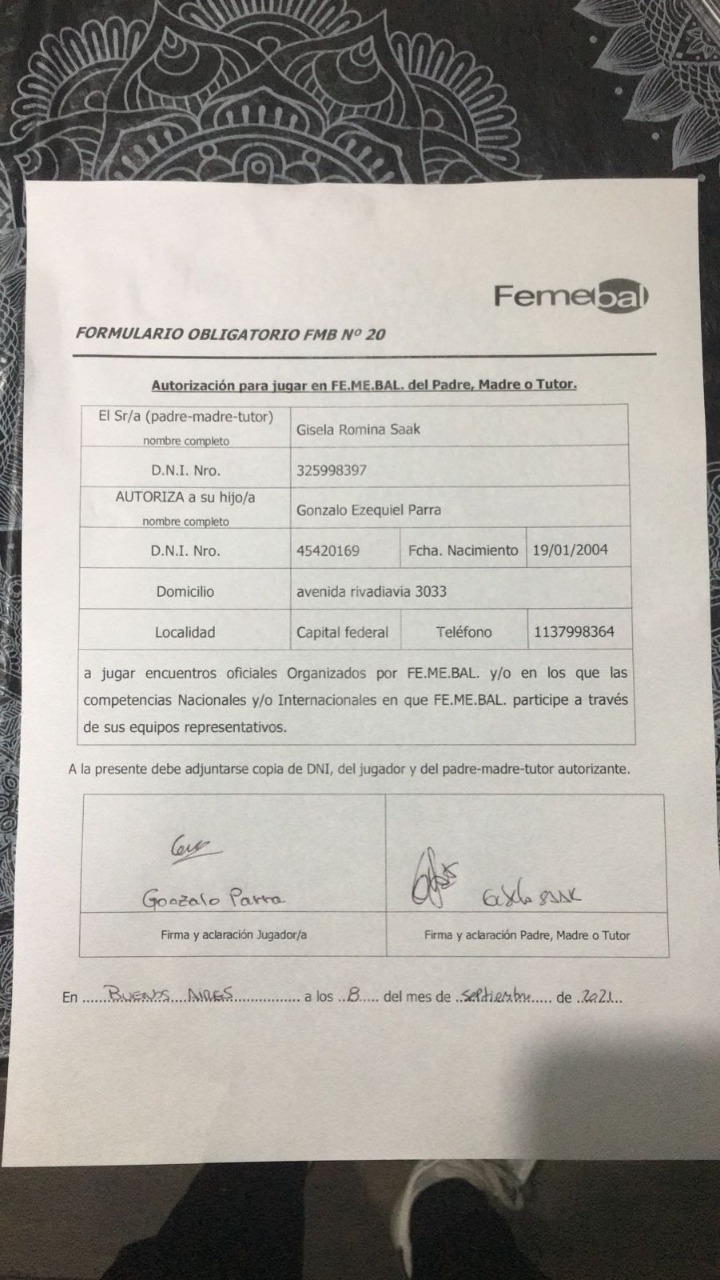 Femebal
FORMULARIO OBLIGATORIO FMB Nº 20
Autorización para jugar en FE.ME.BAL. del Padre, Madre o Tutor.
El Sr/a (padre-madre-tutor)
nombre completo
Gisela Romina Saak
D.N.I. Nro.
325998397
AUTORIZA a su hijo/a
nombre completo
Gonzalo Ezequiel Parra
D.N.I. Nro.
45420169
Fcha. Nacimiento
19/01/2004
Domicilio
avenida rivadiavia 3033
Localidad
Capital federal
Teléfono
1137998364
a jugar encuentros oficiales Organizados por FE.ME.BAL. y/o en los que las
competencias Nacionales y/o Internacionales en que FE.ME.BAL. participe a través
de sus equipos representativos.
A la presente debe adjuntarse copia de DNI, del jugador y del padre-madre-tutor autorizante.
Gonzalo Parra
Gisela SAAK
Firma y aclaración Jugador/a
Firma y aclaración Padre, Madre o Tutor
En ......BUENOS...AIRES................ a los ..8..... del mes de ..septiembre..... de ..2021..